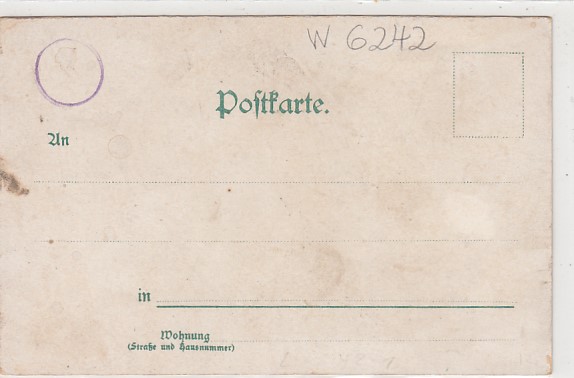 W 6242
Poſtkarte.
An
in
Wohnung
(Straße und Hausnummer)